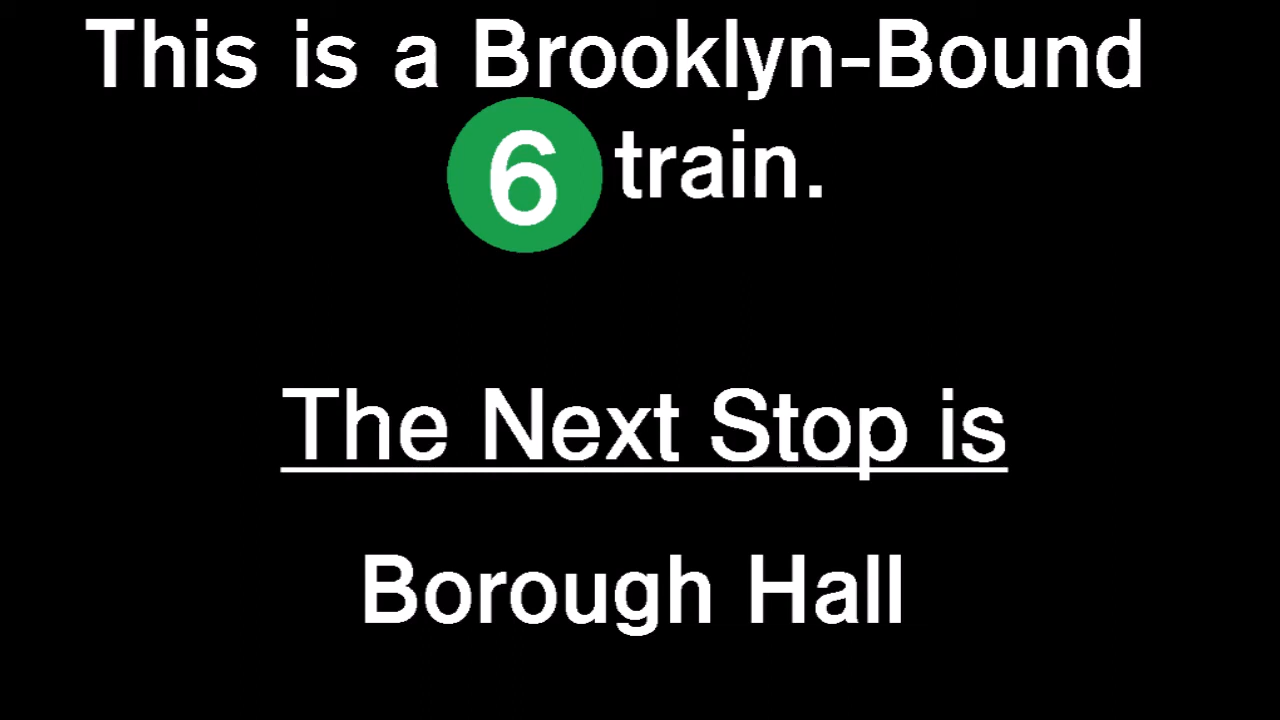 This is a Brooklyn-Bound
6 train.
The Next Stop is
Borough Hall